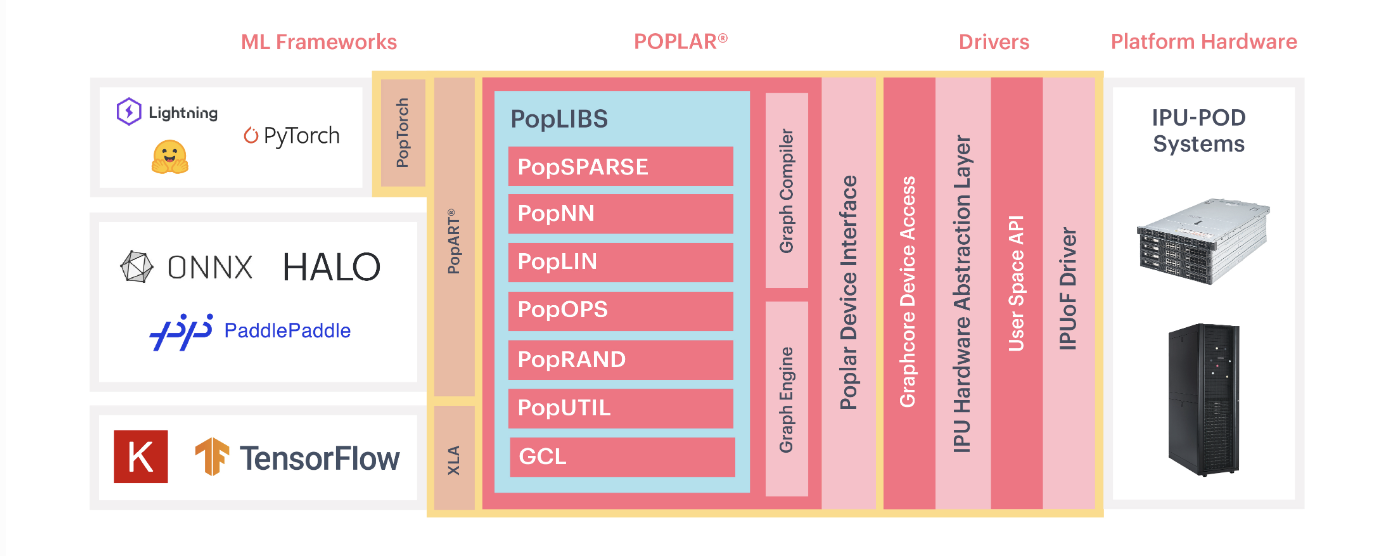 ML Frameworks
POPLAR®
Drivers
Platform Hardware
Lightning
PyTorch
PopTorch
ONNX
HALO
PaddlePaddle
PopART®
K
TensorFlow
XLA
PopLIBS
PopSPARSE
PopNN
PopLIN
PopOPS
PopRAND
PopUTIL
GCL
Graph Compiler
Graph Engine
Poplar Device Interface
Graphcore Device Access
IPU Hardware Abstraction Layer
User Space API
IPUoF Driver
IPU-POD
Systems